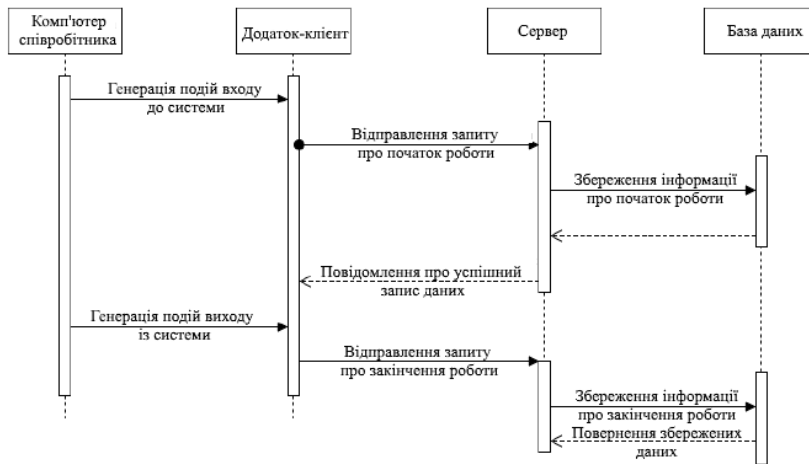 Комп'ютер
співробітника
Додаток-клієнт
Сервер
База даних
Генерація подій входу
до системи
Відправлення запиту
про початок роботи
Збереження інформації
про початок роботи
Повідомлення про успішний
запис даних
Генерація подій виходу
із системи
Відправлення запиту
про закінчення роботи
Збереження інформації
про закінчення роботи
Повернення збережених
даних